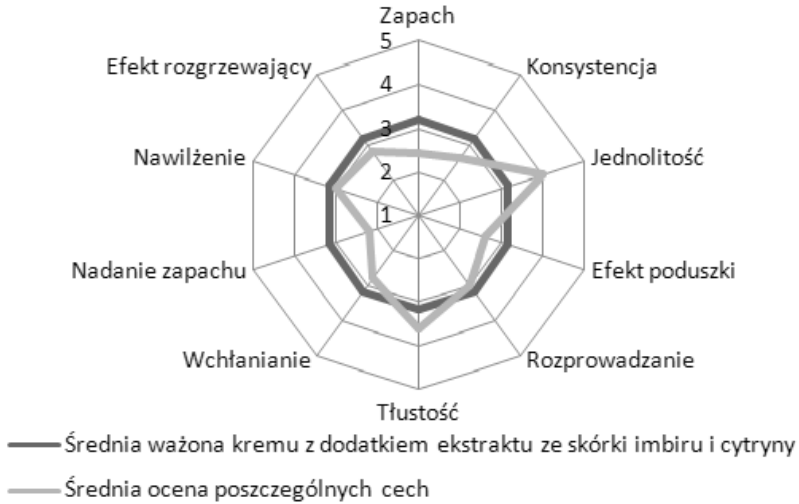 Zapach
5
Efekt rozgrzewający
Konsystencja
4
3
Nawilżenie
Jednolitość
2
1
Nadanie zapachu
Efekt poduszki
Wchłanianie
Rozprowadzanie
Tłustość
Średnia ważona kremu z dodatkiem ekstraktu ze skórki imbiru i cytryny
Średnia ocena poszczególnych cech